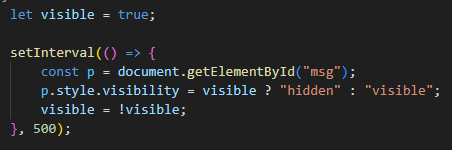 let visible = true;

setInterval(() => {
    const p = document.getElementById("msg");
    p.style.visibility = visible ? "hidden" : "visible";
    visible = !visible;
}, 500);